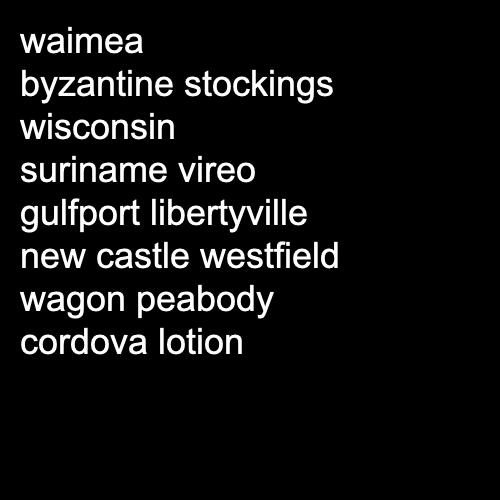 waimea
byzantine stockings
wisconsin
suriname vireo
gulfport libertyville
new castle westfield
wagon peabody
cordova lotion